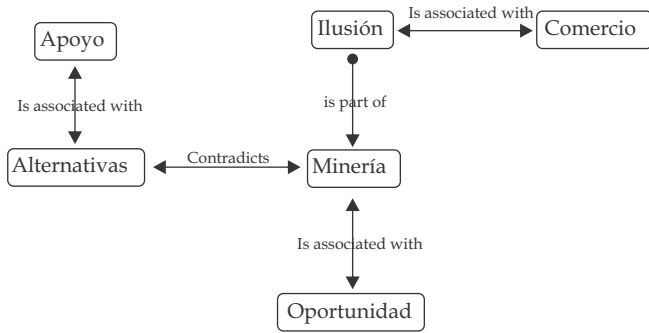 Ilusión
Is associated with
Comercio
Apoyo
Is associated with
is part of
Alternativas
Contradicts
Minería
Is associated with
Oportunidad